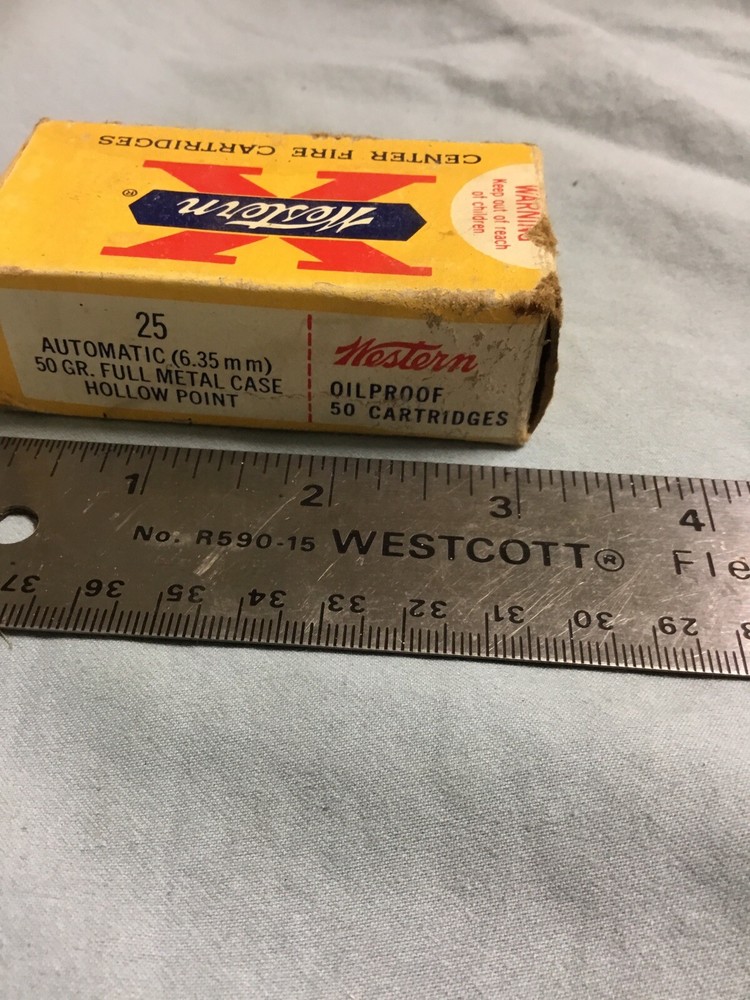 CENTER FIRE CARTRIDGES
Western
®
X
WARNING
Keep out of reach
of children.
25
AUTOMATIC (6.35 mm)
50 GR. FULL METAL CASE
HOLLOW POINT
Western
OILPROOF
50 CARTRIDGES
1 2 3 4
No. R590-15 WESTCOTT® Fle
37 36 35 34 33 32 31 30 29